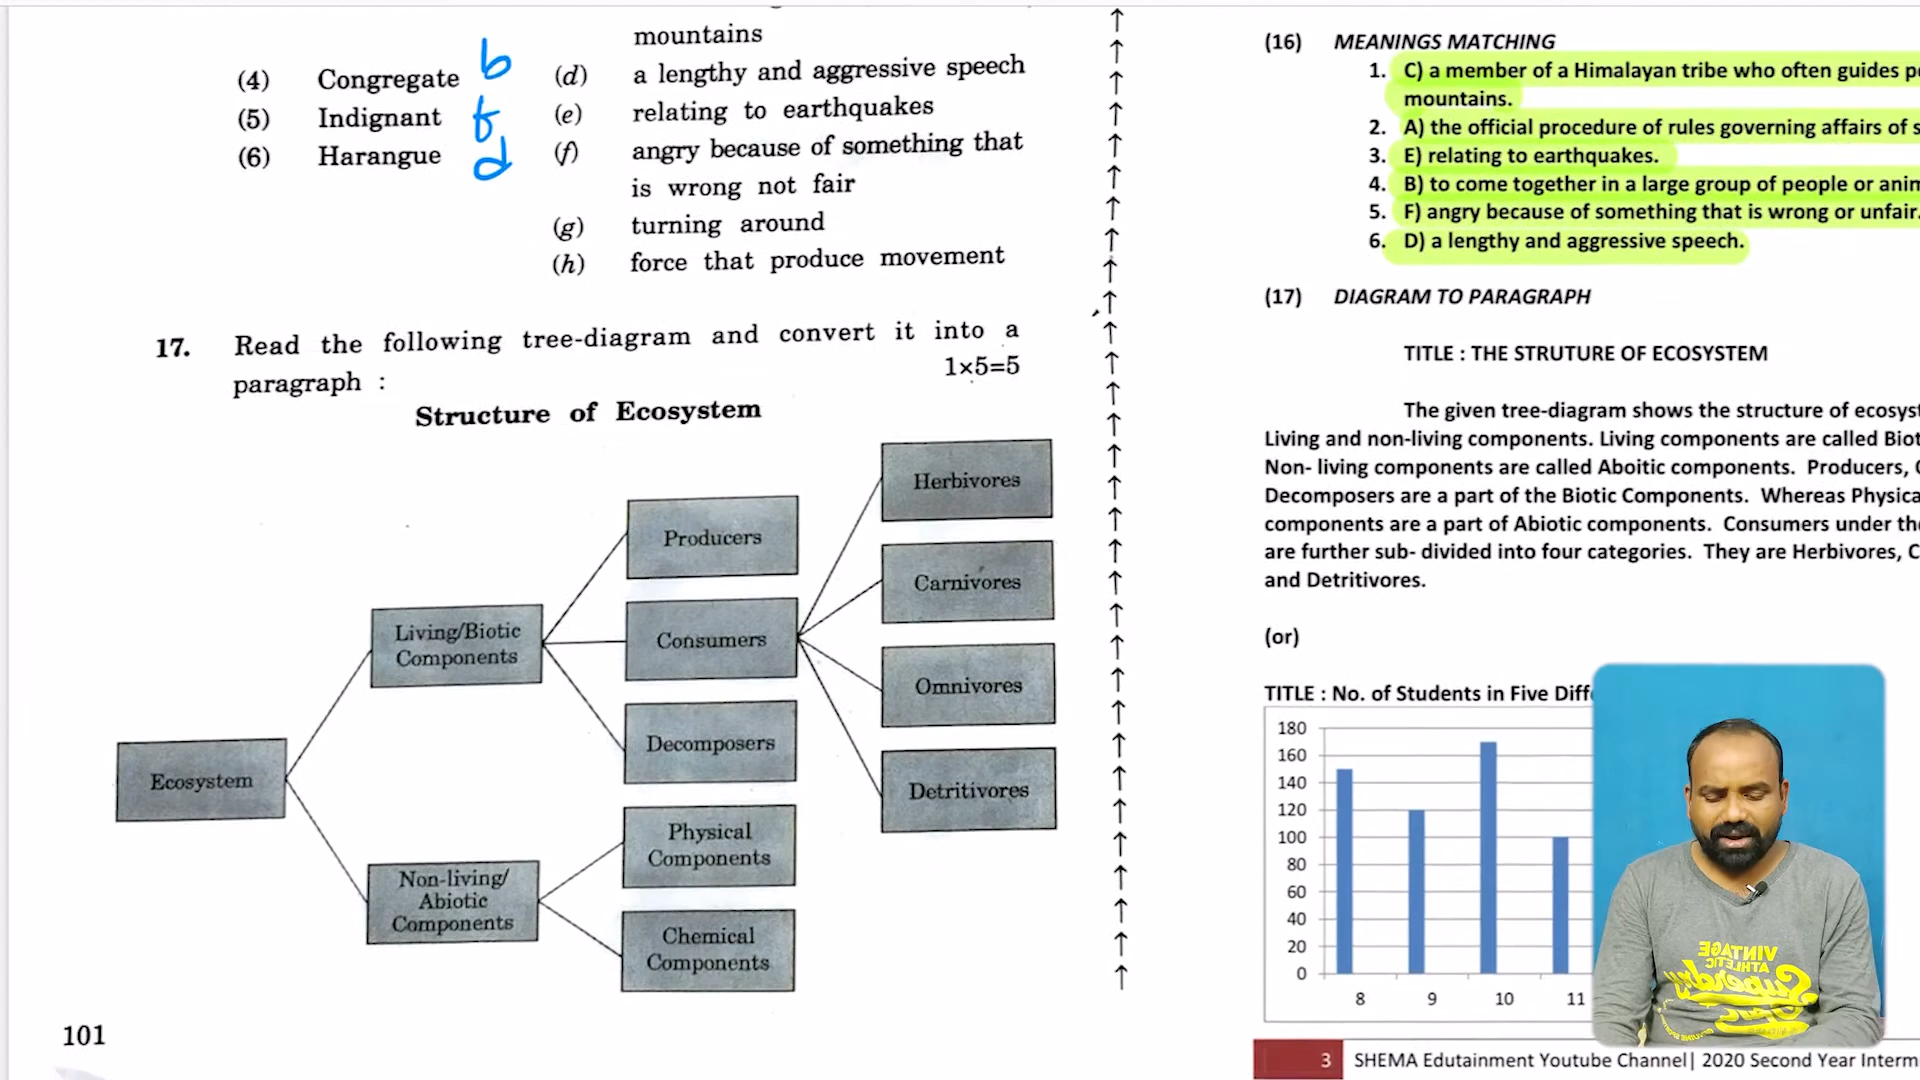 mountains
(4) Congregate b (d) a lengthy and aggressive speech
(5) Indignant f (e) relating to earthquakes
(6) Harangue d (f) angry because of something that
is wrong not fair
(g) turning around
(h) force that produce movement
17. Read the following tree-diagram and convert it into a
paragraph : 1×5=5
Structure of Ecosystem
Herbivores
Producers
Carnivores
Living/Biotic
Components
Consumers
Omnivores
Decomposers
Ecosystem
Detritivores
Physical
Components
Non-living/
Abiotic
Components
Chemical
Components
101
(16) MEANINGS MATCHING
1. C) a member of a Himalayan tribe who often guides
mountains.
2. A) the official procedure of rules governing affairs of
3. E) relating to earthquakes.
4. B) to come together in a large group of people or
5. F) angry because of something that is wrong or unfair.
6. D) a lengthy and aggressive speech.
(17) DIAGRAM TO PARAGRAPH
TITLE : THE STRUTURE OF ECOSYSTEM
The given tree-diagram shows the structure of
Living and non-living components. Living components are called
Non- living components are called Aboitic components. Producers,
Decomposers are a part of the Biotic Components. Whereas
components are a part of Abiotic components. Consumers under
are further sub- divided into four categories. They are Herbivores,
and Detritivores.
(or)
TITLE : No. of Students in Five
180
160
140
120
100
80
60
40
20
0
8 9 10 11
VINTAGE
ATHLETIC
Superdry
3 SHEMA Edutainment Youtube Channel| 2020 Second Year